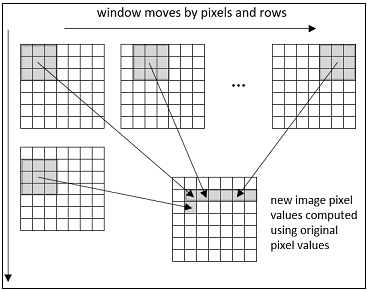 window moves by pixels and rows
...
new image pixel
values computed
using original
pixel values